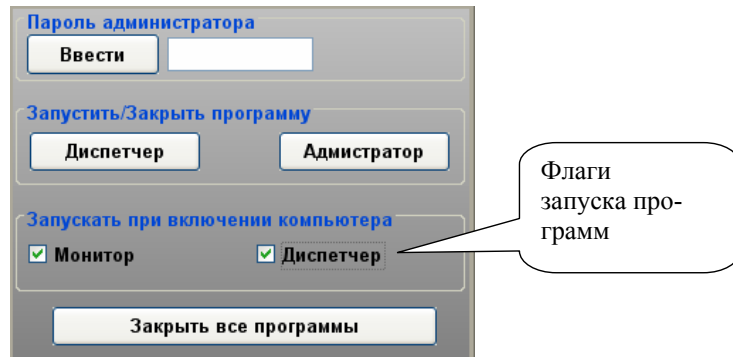 Пароль администратора
Ввести
Запустить/Закрыть программу
Диспетчер
Адмистратор
Флаги
запуска про-
грамм
Запускать при включении компьютера
Монитор
Диспетчер
Закрыть все программы